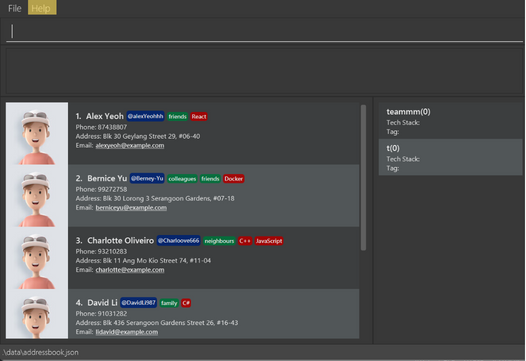 File Help
1. Alex Yeoh @alexYeohhh friends React
Phone: 87438807
Address: Blk 30 Geylang Street 29, #06-40
Email: alexyeoh@example.com
2. Bernice Yu @Berney-Yu colleagues friends Docker
Phone: 99272758
Address: Blk 30 Lorong 3 Serangoon Gardens, #07-18
Email: berniceyu@example.com
3. Charlotte Oliveiro @Charloove666 neighbours C++ JavaScript
Phone: 93210283
Address: Blk 11 Ang Mo Kio Street 74, #11-04
Email: charlotte@example.com
4. David Li @DavidLi987 family C#
Phone: 91031282
Address: Blk 436 Serangoon Gardens Street 26, #16-43
Email: lidavid@example.com
teammm(0)
Tech Stack:
Tag:
t(0)
Tech Stack:
Tag:
.\data\addressbook.json